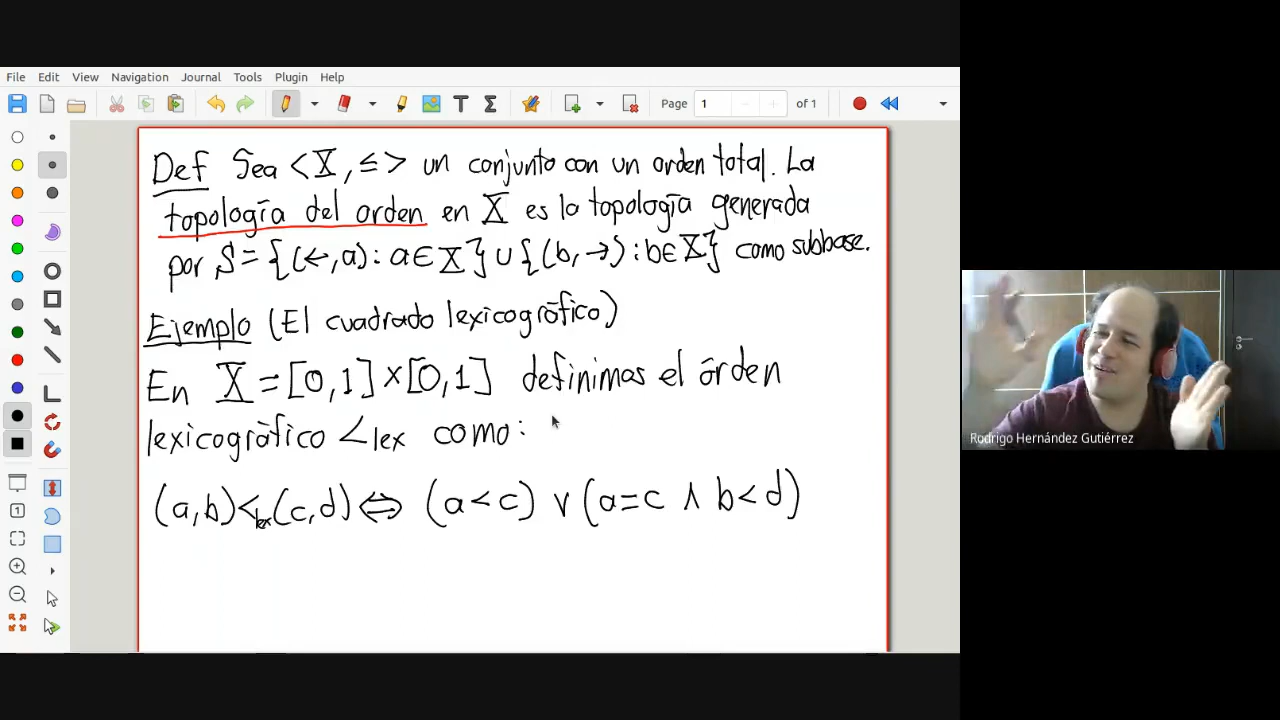 File Edit View Navigation Journal Tools Plugin Help
Page 1 of 1
Def Sea <X, ≤> un conjunto con un orden total. La
topología del orden en X es la topología generada
por S = {(←, a) : a ∈ X} ∪ {(b, →) : b ∈ X} como subbase.
Ejemplo (El cuadrado lexicográfico)
En X = [0,1] × [0,1] definimos el órden
lexicográfico <lex como:
(a,b) <lex (c,d) ⇔ (a < c) ∨ (a = c ∧ b < d)
Rodrigo Hernández Gutiérrez